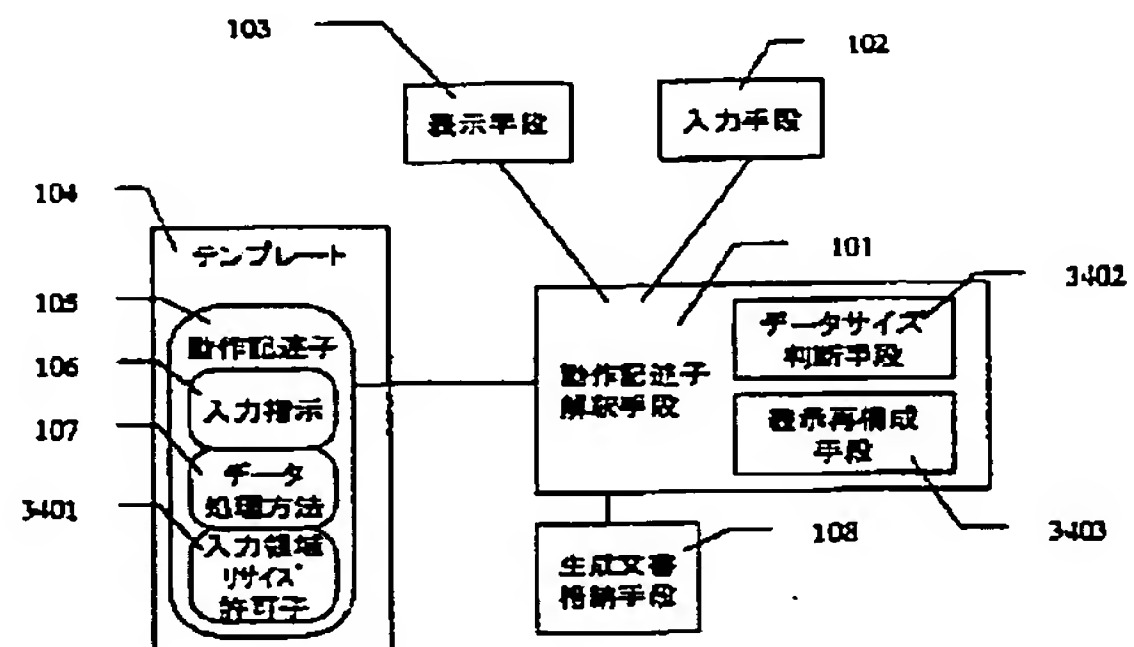 103
102
表示手段
入力手段
104
テンプレート
101
3402
105
動作記述子
データサイズ
判断手段
106
入力指示
動作記述子
解釈手段
107
データ
処理方法
表示再構成
手段
3401
入力領域
リサイズ
許可子
108
3403
生成文書
格納手段